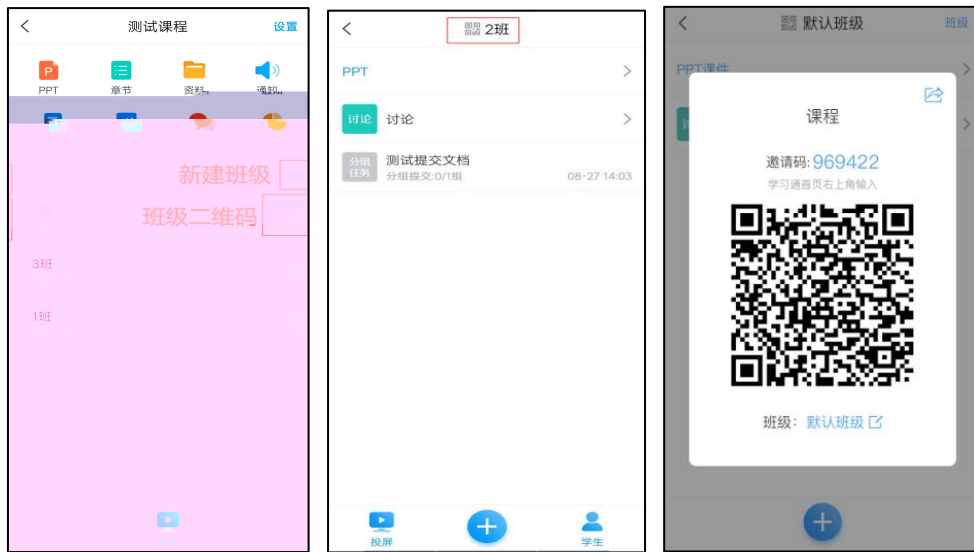 测试课程
设置
PPT
章节
资料
通知
新建班级
2班
班级二维码
3班
1班
2班
PPT
讨论 讨论
分组任务
测试提交文档
分组提交:0/1组
08-27 14:03
投屏
学生
默认班级
班级
PPT课件
课程
邀请码:969422
学习通首页右上角输入
班级: 默认班级